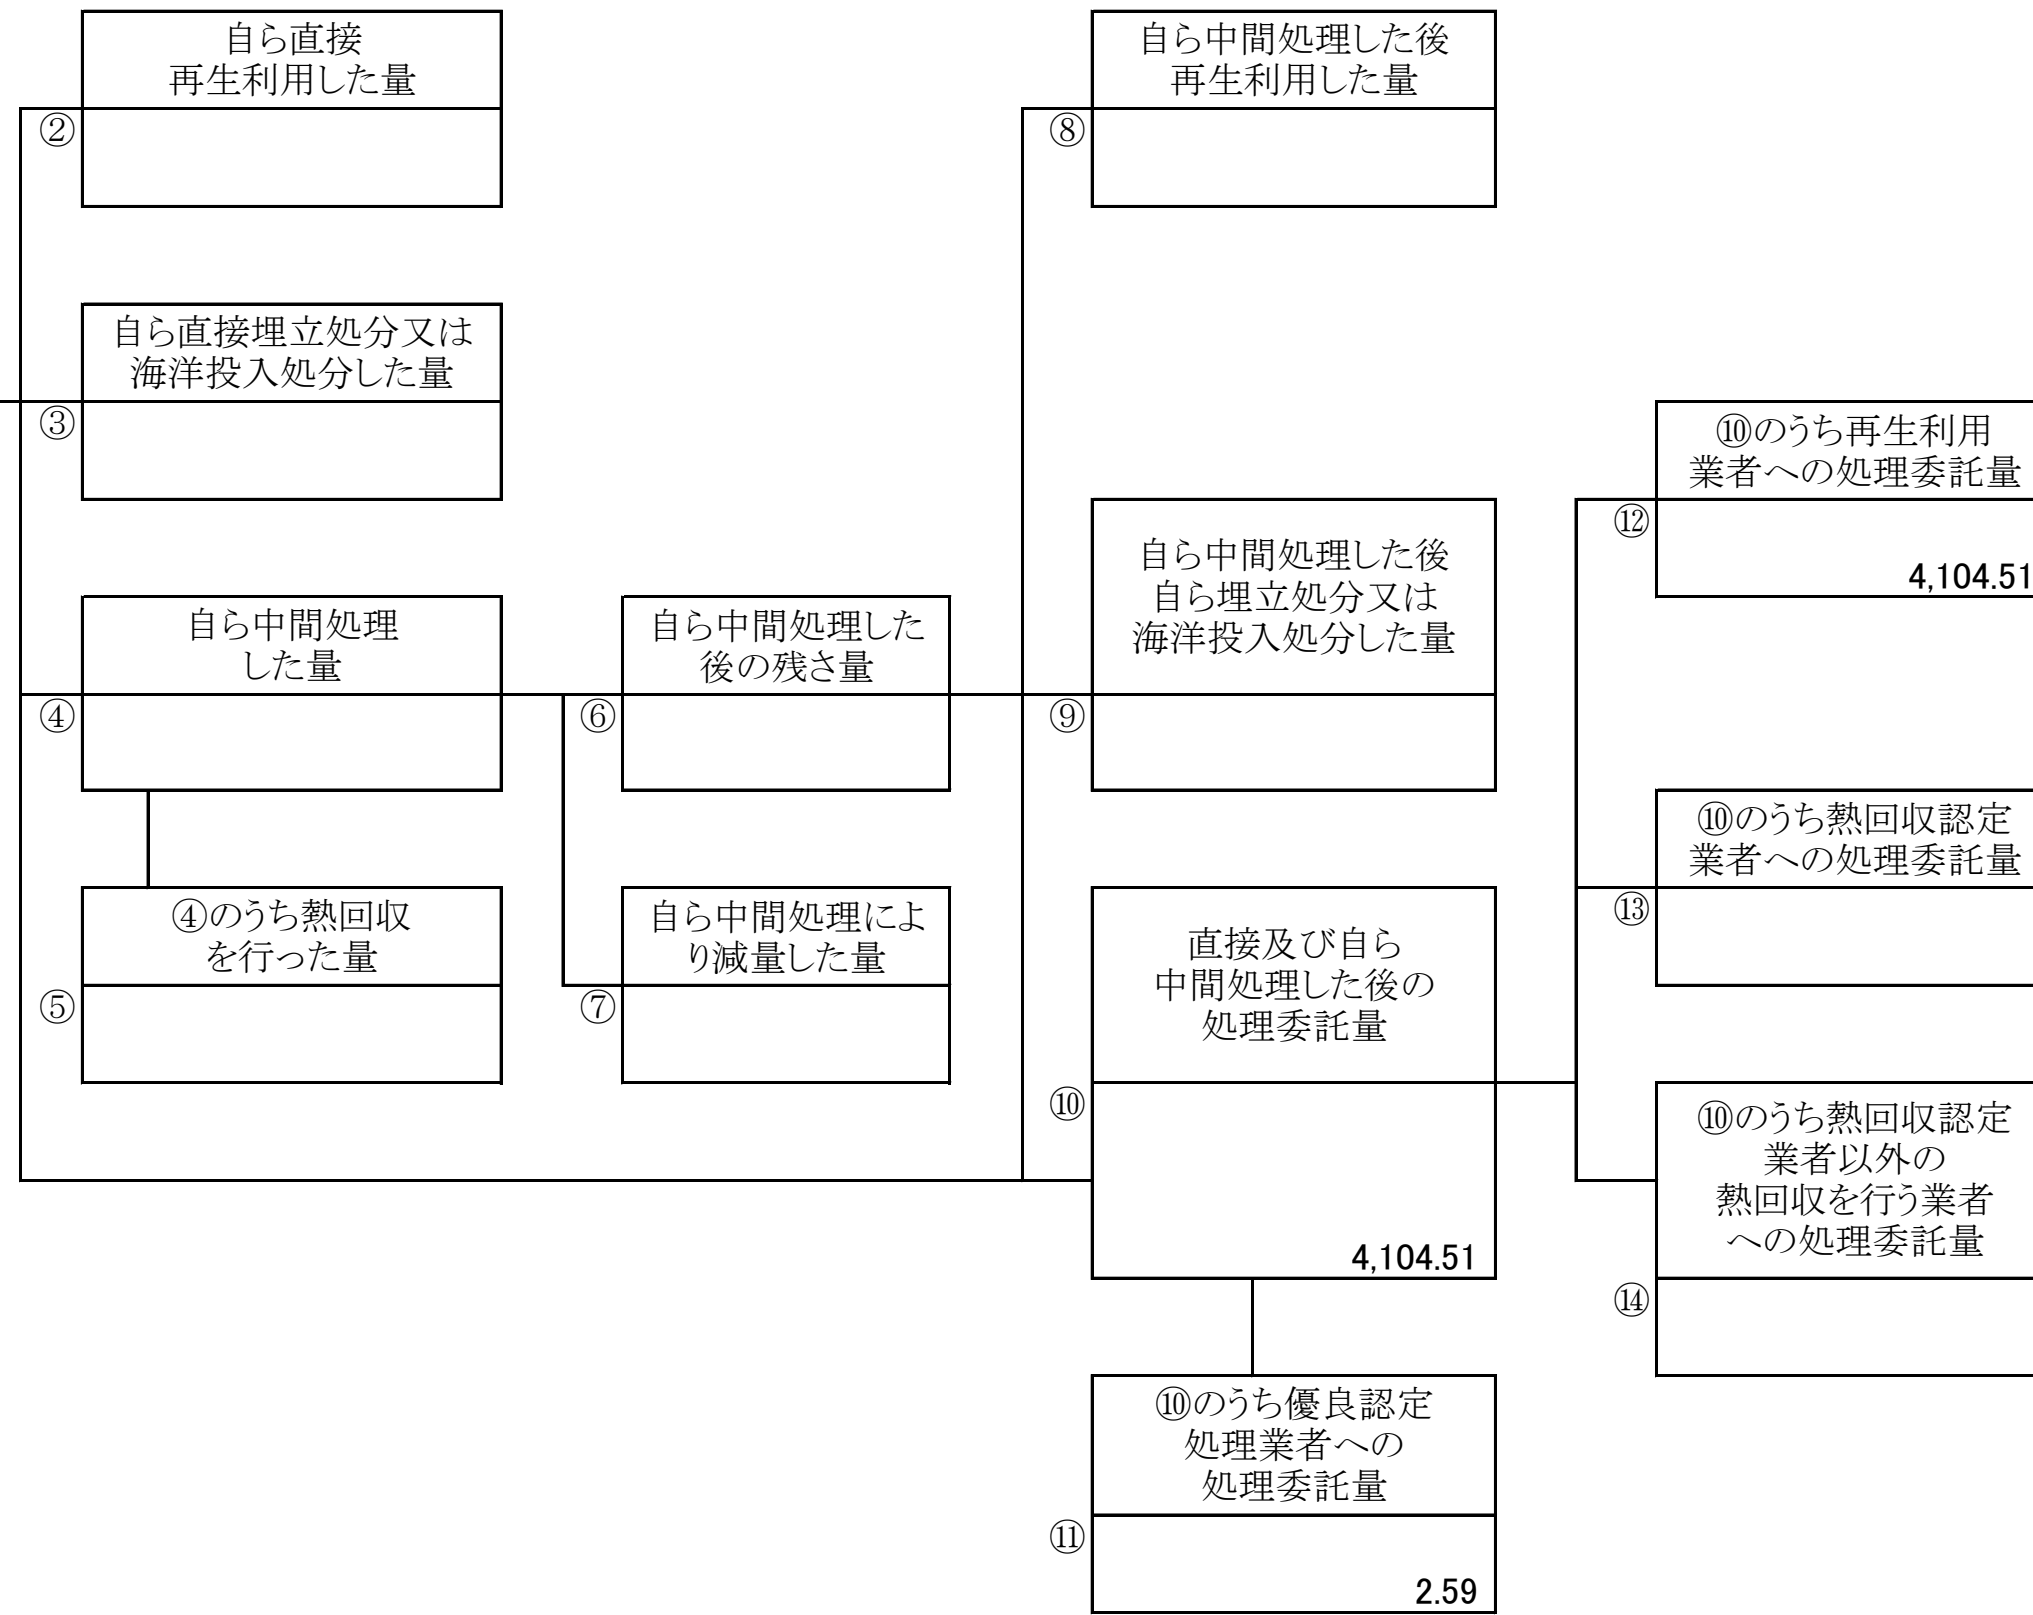 自ら直接
再生利用した量
②
自ら中間処理した後
再生利用した量
⑧
自ら直接埋立処分又は
海洋投入処分した量
③
⑩のうち再生利用
業者への処理委託量
⑫
4,104.51
自ら中間処理した後
自ら埋立処分又は
海洋投入処分した量
⑨
自ら中間処理
した量
④
自ら中間処理した
後の残さ量
⑥
⑩のうち熱回収認定
業者への処理委託量
⑬
④のうち熱回収
を行った量
⑤
自ら中間処理によ
り減量した量
⑦
直接及び自ら
中間処理した後の
処理委託量
⑩
4,104.51
⑩のうち熱回収認定
業者以外の
熱回収を行う業者
への処理委託量
⑭
⑩のうち優良認定
処理業者への
処理委託量
⑪
2.59